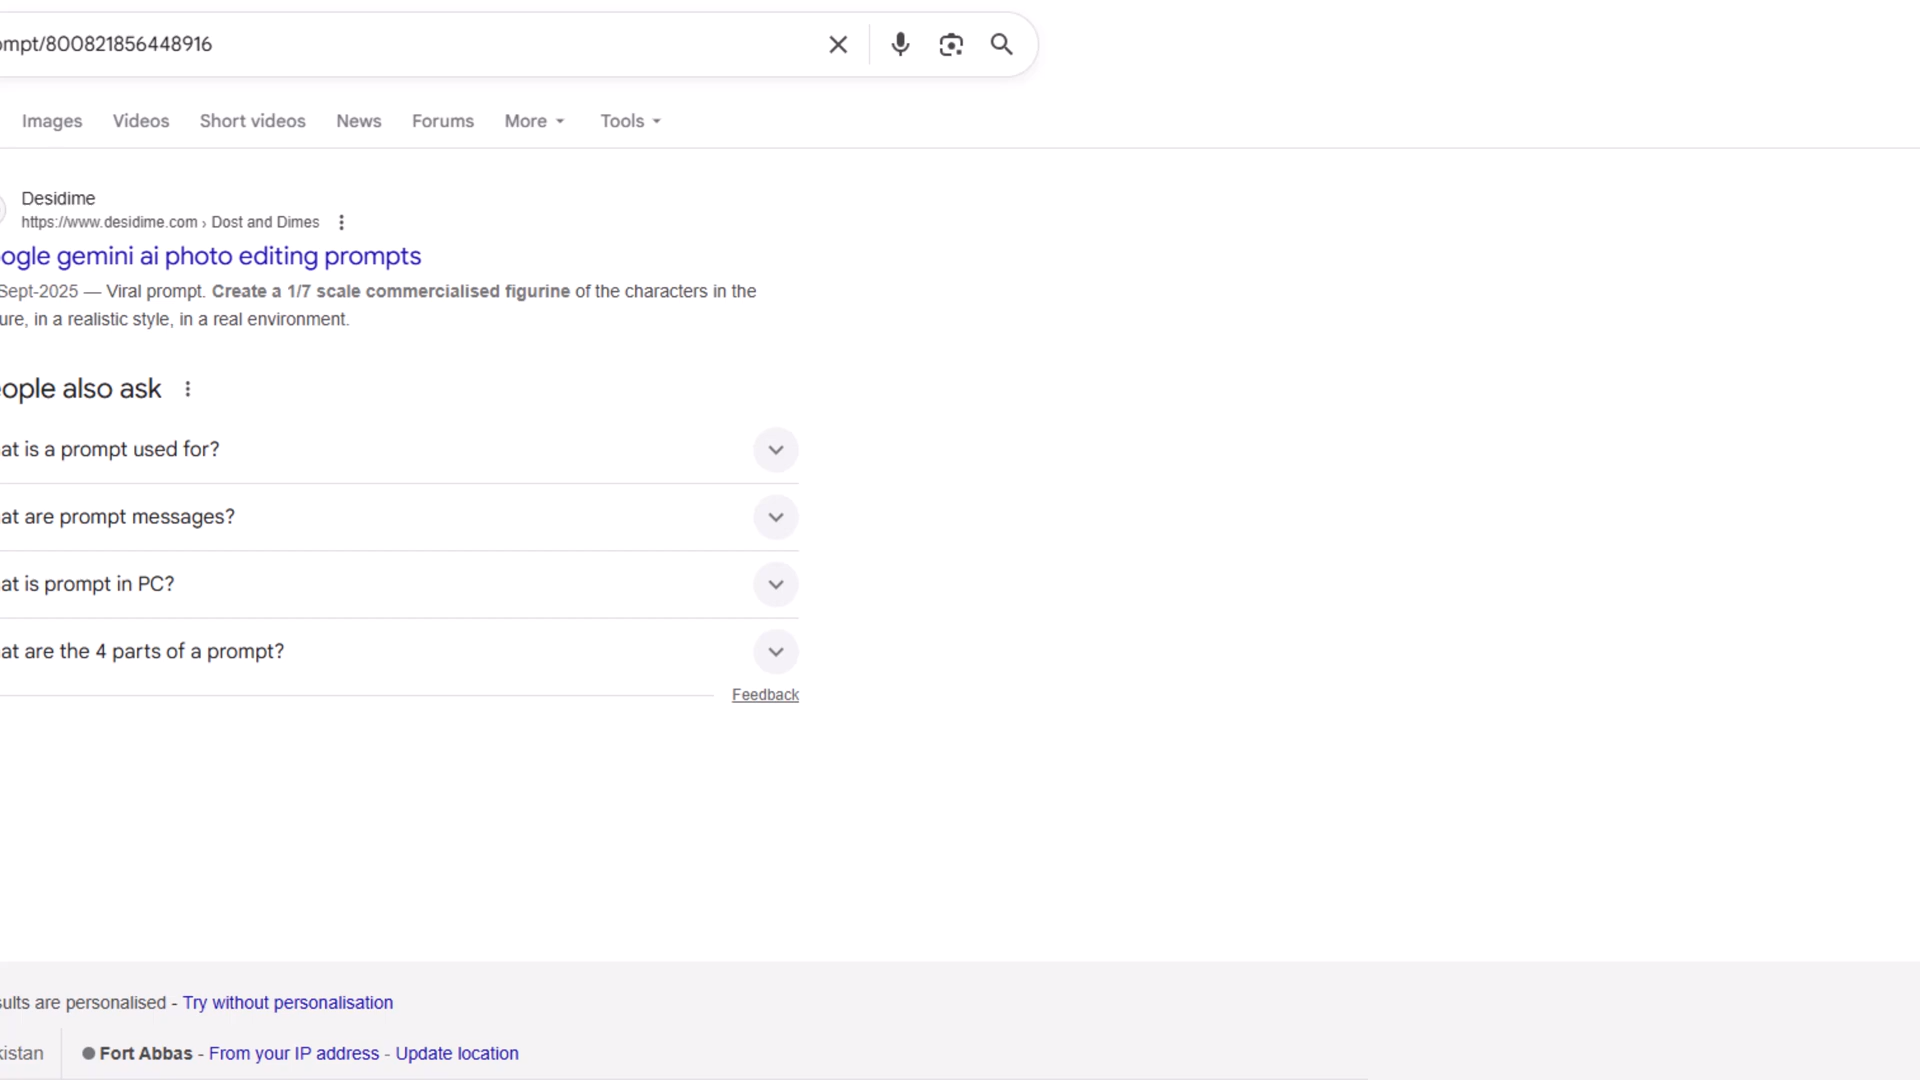 ompt/800821856448916
Images Videos Short videos News Forums More Tools
Desidime
https://www.desidime.com › Dost and Dimes
ogle gemini ai photo editing prompts
Sept-2025 — Viral prompt. Create a 1/7 scale commercialised figurine of the characters in the
ure, in a realistic style, in a real environment.
ople also ask
at is a prompt used for?
at are prompt messages?
at is prompt in PC?
at are the 4 parts of a prompt?
Feedback
sults are personalised - Try without personalisation
kistan Fort Abbas - From your IP address - Update location